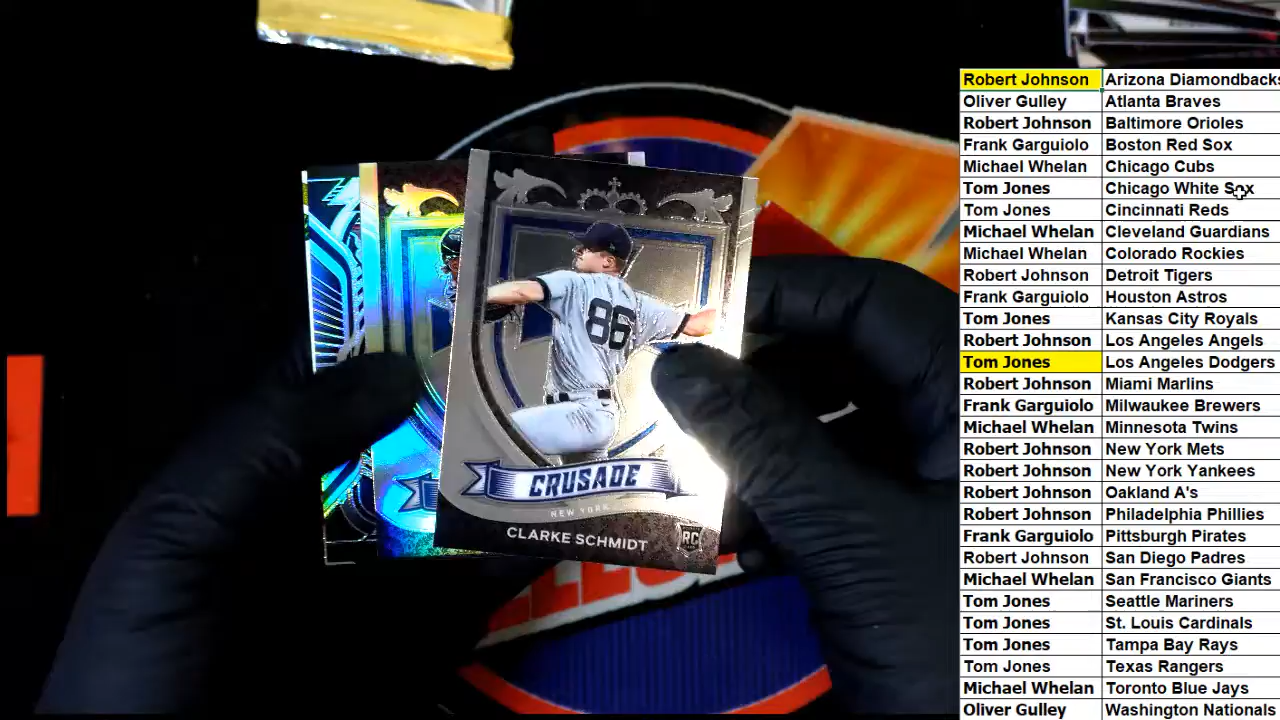 86
CRUSADE
NEW YORK
CLARKE SCHMIDT
RC
Robert Johnson Arizona Diamondbacks
Oliver Gulley Atlanta Braves
Robert Johnson Baltimore Orioles
Frank Garguiolo Boston Red Sox
Michael Whelan Chicago Cubs
Tom Jones Chicago White Sox
Tom Jones Cincinnati Reds
Michael Whelan Cleveland Guardians
Michael Whelan Colorado Rockies
Robert Johnson Detroit Tigers
Frank Garguiolo Houston Astros
Tom Jones Kansas City Royals
Robert Johnson Los Angeles Angels
Tom Jones Los Angeles Dodgers
Robert Johnson Miami Marlins
Frank Garguiolo Milwaukee Brewers
Michael Whelan Minnesota Twins
Robert Johnson New York Mets
Robert Johnson New York Yankees
Robert Johnson Oakland A's
Robert Johnson Philadelphia Phillies
Frank Garguiolo Pittsburgh Pirates
Robert Johnson San Diego Padres
Michael Whelan San Francisco Giants
Tom Jones Seattle Mariners
Tom Jones St. Louis Cardinals
Tom Jones Tampa Bay Rays
Tom Jones Texas Rangers
Michael Whelan Toronto Blue Jays
Oliver Gulley Washington Nationals